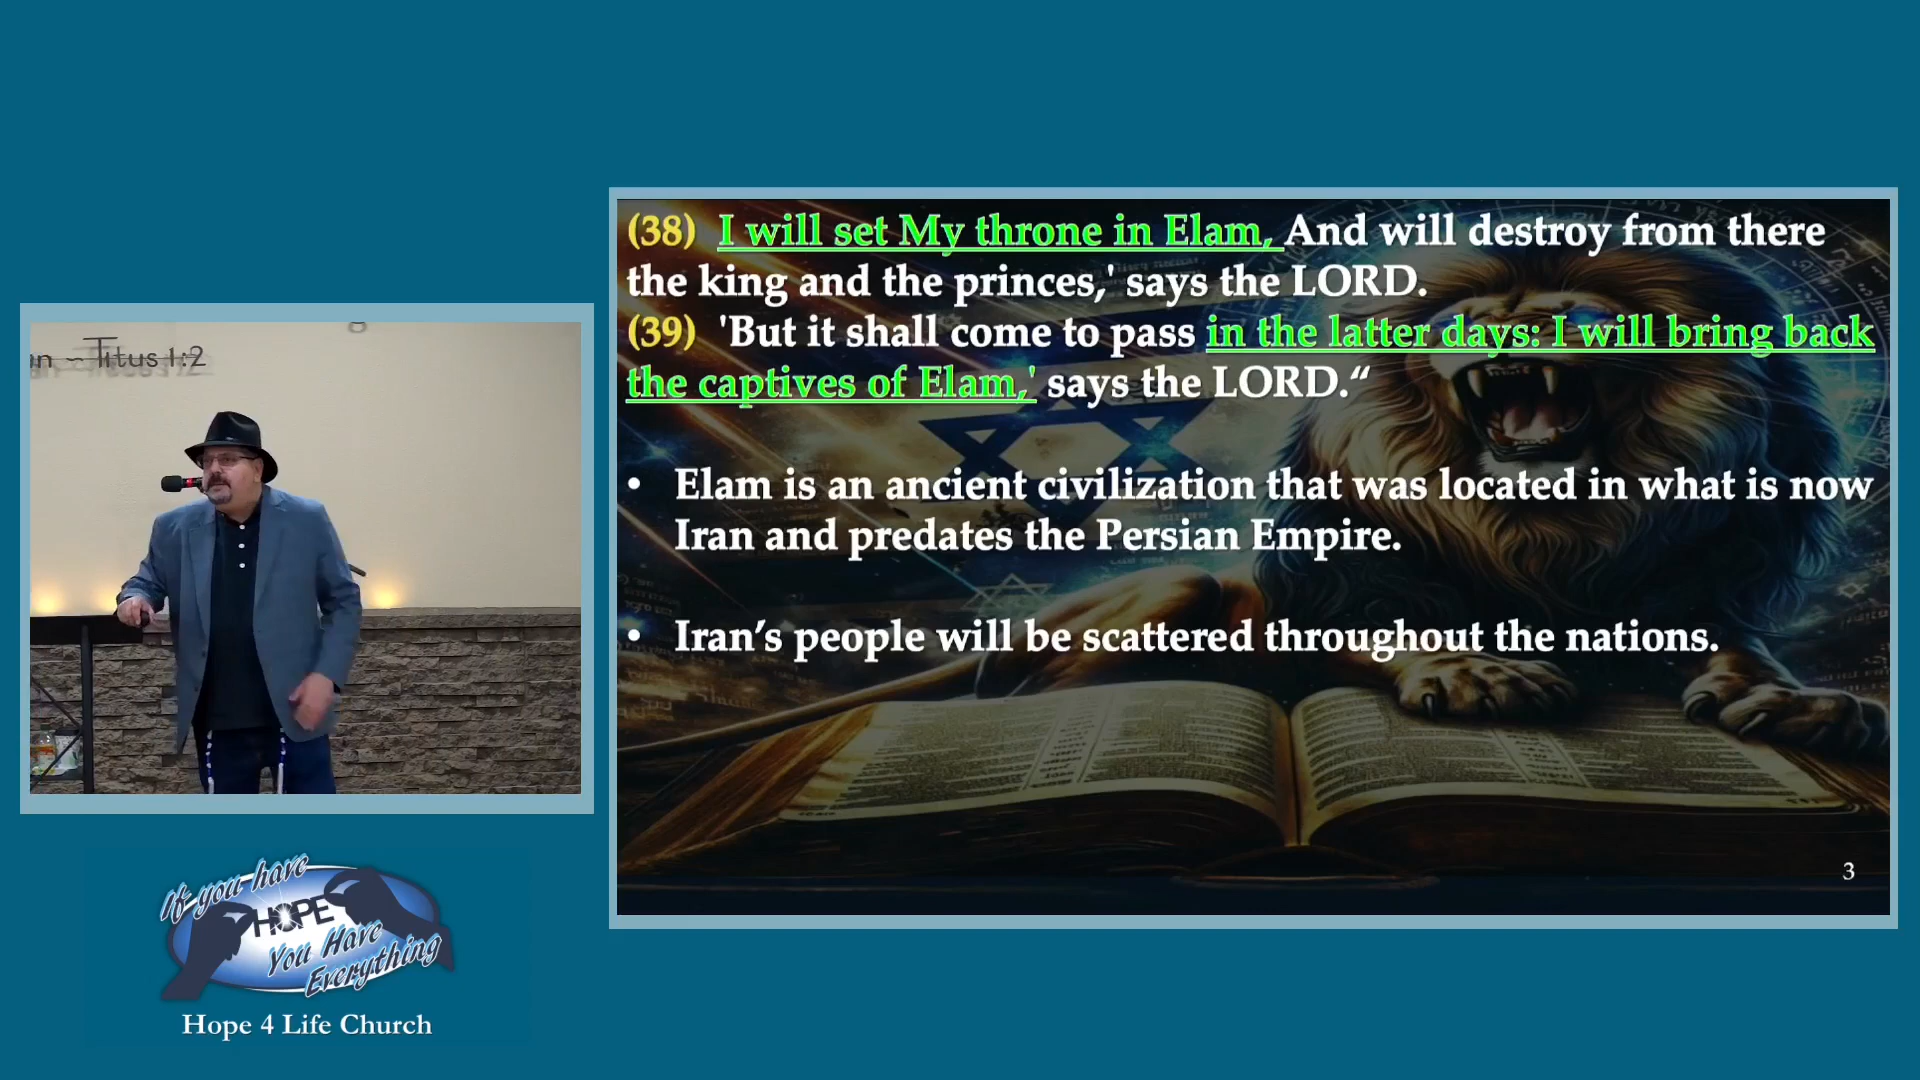 n ~ Titus 1:2
(38) I will set My throne in Elam, And will destroy from there
the king and the princes,' says the LORD.
(39) 'But it shall come to pass in the latter days: I will bring back
the captives of Elam,' says the LORD.“
• Elam is an ancient civilization that was located in what is now
Iran and predates the Persian Empire.
• Iran’s people will be scattered throughout the nations.
3
If you have
HOPE
You Have
Everything
Hope 4 Life Church